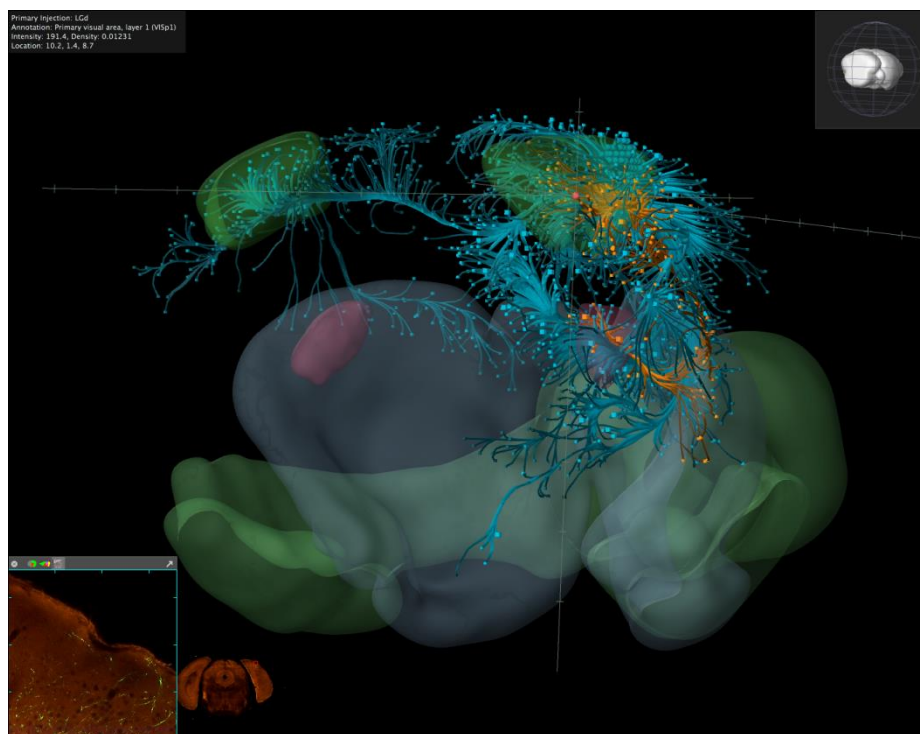 Primary Injection: LGd
Annotation: Primary visual area, layer 1 (VISp1)
Intensity: 191.4, Density: 0.01231
Location: 10.2, 1.4, 8.7